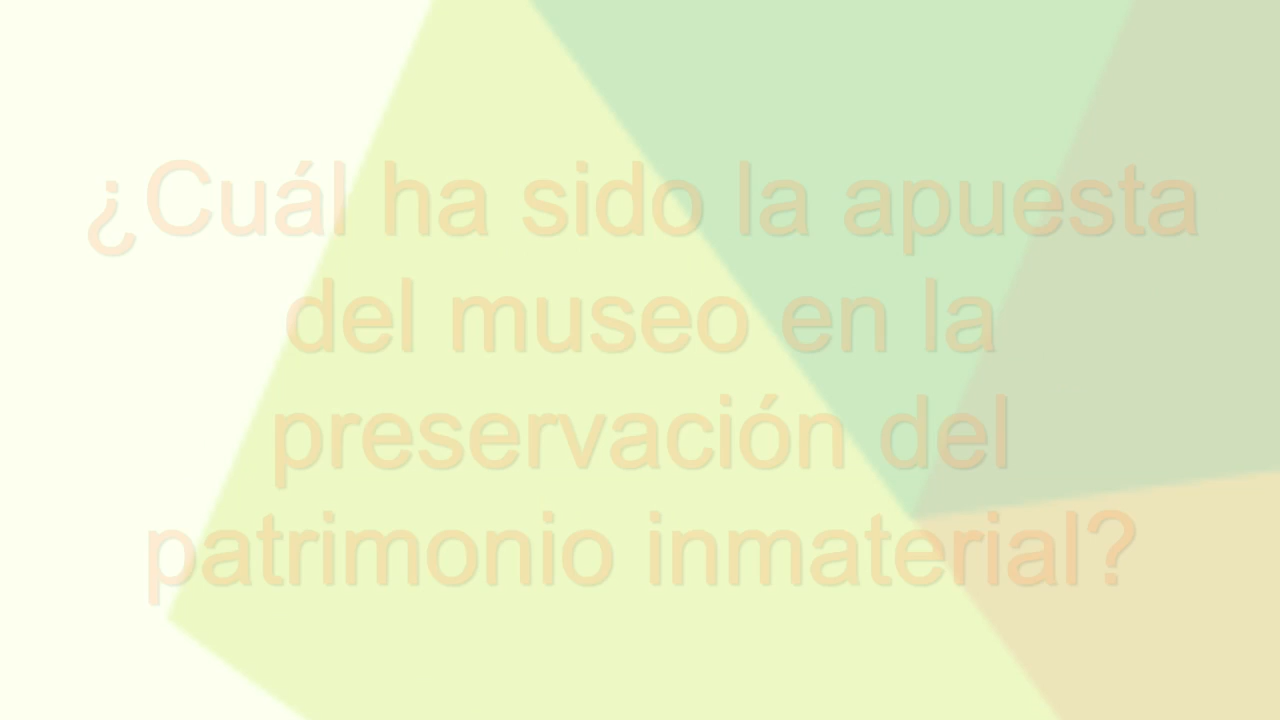 ¿Cuál ha sido la apuesta
del museo en la
preservación del
patrimonio inmaterial?